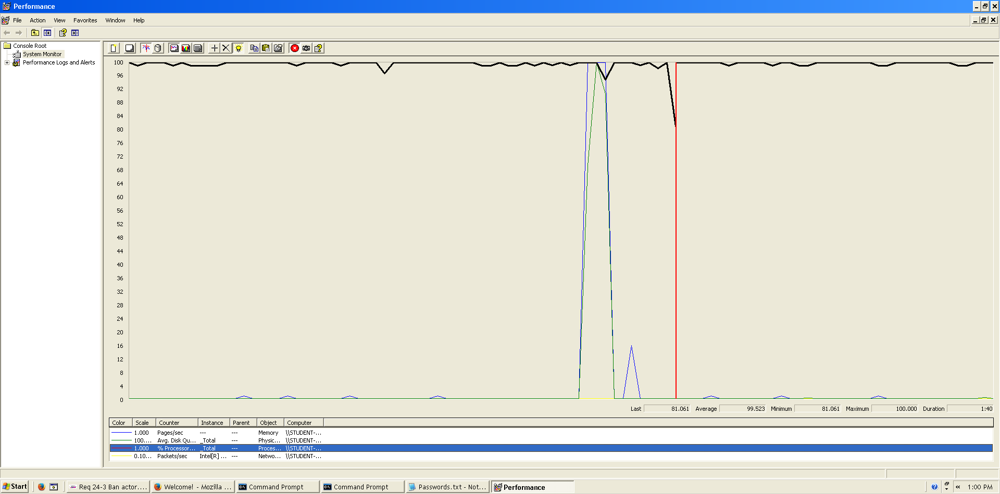 Performance
File Action View Favorites Window Help
Console Root
System Monitor
Performance Logs and Alerts
100
96
92
88
84
80
76
72
68
64
60
56
52
48
44
40
36
32
28
24
20
16
12
8
4
0
Last 81.061 Average 99.523 Minimum 81.061 Maximum 100.000 Duration 1:40
Color Scale Counter Instance Parent Object Computer
1.000 Pages/sec --- --- Memory \\STUDENT-...
100.... Avg. Disk Qu... _Total --- Physic... \\STUDENT-...
1.000 % Processor... _Total --- Proces... \\STUDENT-...
0.10... Packets/sec Intel[R] ... --- Netwo... \\STUDENT-...
Start Req 24-3 Ban actor.... Welcome! - Mozilla ... Command Prompt Command Prompt Passwords.txt - Not... Performance 1:00 PM